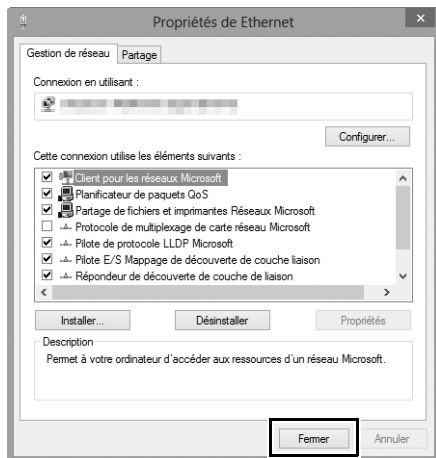 Propriétés de Ethernet
Gestion de réseau Partage
Connexion en utilisant :
Configurer...
Cette connexion utilise les éléments suivants :
Client pour les réseaux Microsoft
Planificateur de paquets QoS
Partage de fichiers et imprimantes Réseaux Microsoft
Protocole de multiplexage de carte réseau Microsoft
Pilote de protocole LLDP Microsoft
Pilote E/S Mappage de découverte de couche liaison
Répondeur de découverte de couche de liaison
Installer... Désinstaller Propriétés
Description
Permet à votre ordinateur d'accéder aux ressources d'un réseau Microsoft.
Fermer Annuler